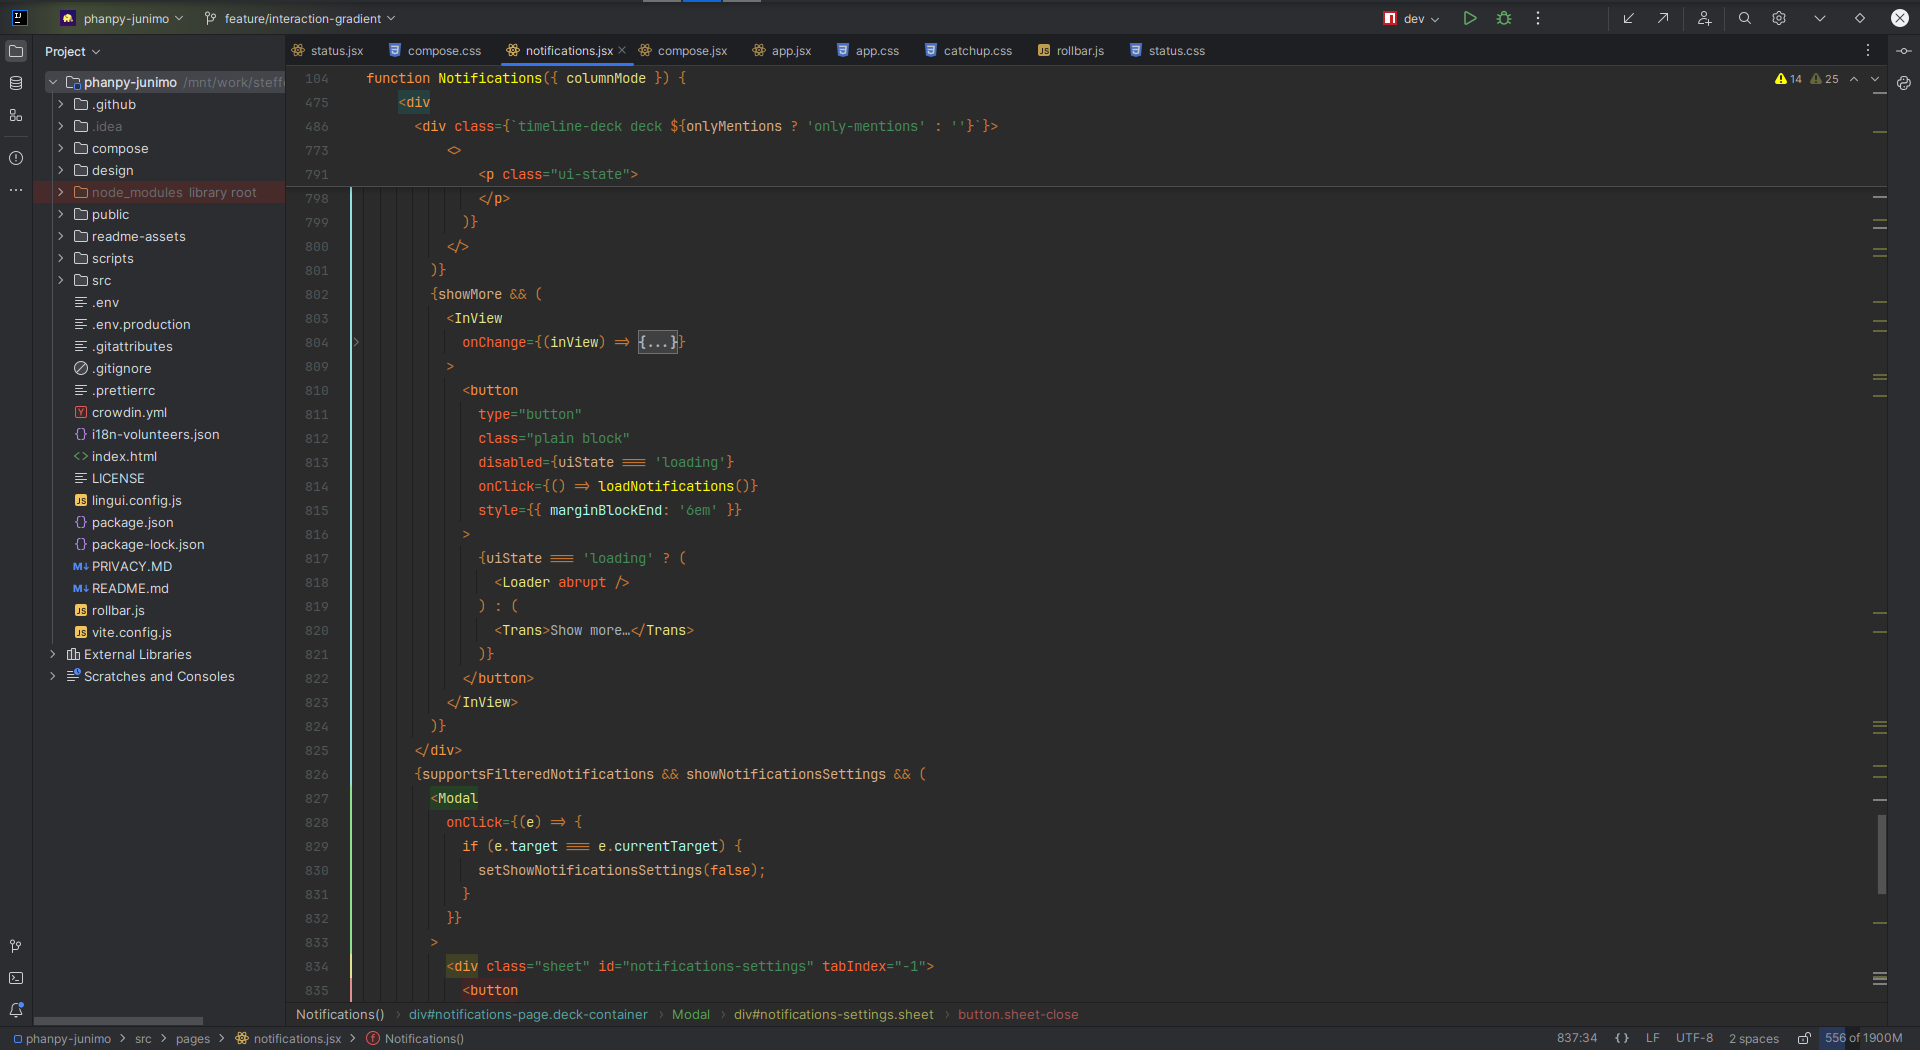 phanpy-junimo
feature/interaction-gradient
dev
Project
status.jsx
compose.css
notifications.jsx
compose.jsx
app.jsx
app.css
catchup.css
rollbar.js
status.css
phanpy-junimo /mnt/work/steff
.github
.idea
compose
design
node_modules library root
public
readme-assets
scripts
src
.env
.env.production
.gitattributes
.gitignore
.prettierrc
crowdin.yml
i18n-volunteers.json
index.html
LICENSE
lingui.config.js
package.json
package-lock.json
PRIVACY.MD
README.md
rollbar.js
vite.config.js
External Libraries
Scratches and Consoles
14 25
104 function Notifications({ columnMode }) {
475 <div
486 <div class={`timeline-deck deck ${onlyMentions ? 'only-mentions' : ''}`}>
773 <>
791 <p class="ui-state">
798 </p>
799 )}
800 </>
801 )}
802 {showMore && (
803 <InView
804 onChange={(inView) => {...}}
809 >
810 <button
811 type="button"
812 class="plain block"
813 disabled={uiState === 'loading'}
814 onClick={() => loadNotifications()}
815 style={{ marginBlockEnd: '6em' }}
816 >
817 {uiState === 'loading' ? (
818 <Loader abrupt />
819 ) : (
820 <Trans>Show more…</Trans>
821 )}
822 </button>
823 </InView>
824 )}
825 </div>
826 {supportsFilteredNotifications && showNotificationsSettings && (
827 <Modal
828 onClick={(e) => {
829 if (e.target === e.currentTarget) {
830 setShowNotificationsSettings(false);
831 }
832 }}
833 >
834 <div class="sheet" id="notifications-settings" tabIndex="-1">
835 <button
Notifications() › div#notifications-page.deck-container › Modal › div#notifications-settings.sheet › button.sheet-close
phanpy-junimo > src > pages > notifications.jsx > Notifications()
837:34 {} LF UTF-8 2 spaces 556 of 1900M